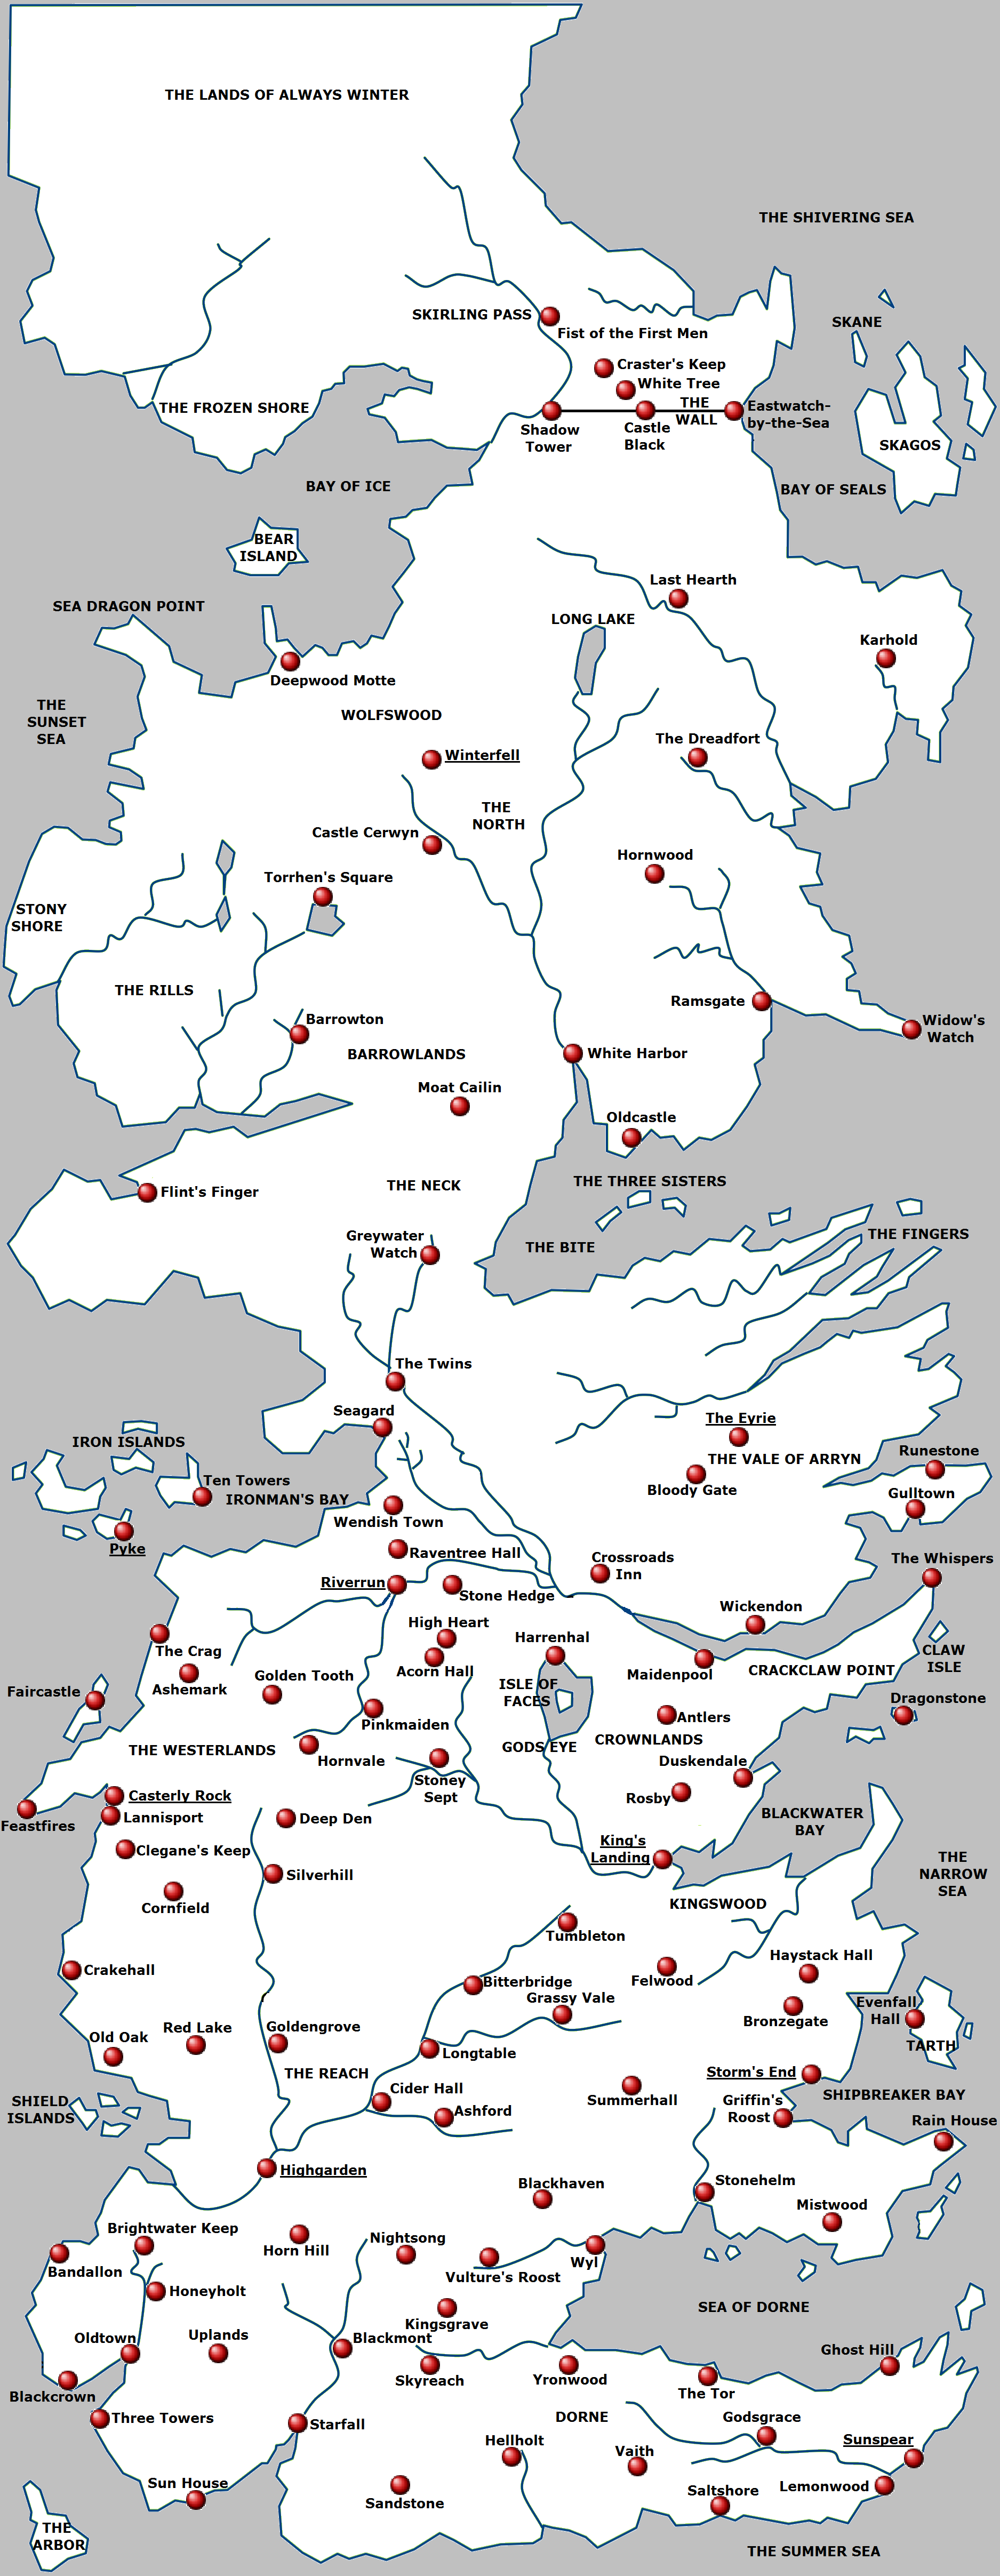 THE LANDS OF ALWAYS WINTER
THE SHIVERING SEA
SKIRLING PASS
SKANE
Fist of the First Men
Craster's Keep
White Tree
THE FROZEN SHORE
THE
WALL
Eastwatch-
by-the-Sea
Shadow
Tower
Castle
Black
SKAGOS
BAY OF ICE
BAY OF SEALS
BEAR
ISLAND
Last Hearth
SEA DRAGON POINT
LONG LAKE
Karhold
Deepwood Motte
THE
SUNSET
SEA
WOLFSWOOD
The Dreadfort
Winterfell
THE
NORTH
Castle Cerwyn
Hornwood
Torrhen's Square
STONY
SHORE
THE RILLS
Ramsgate
Barrowton
Widow's
Watch
BARROWLANDS
White Harbor
Moat Cailin
Oldcastle
THE NECK
THE THREE SISTERS
Flint's Finger
Greywater
Watch
THE BITE
THE FINGERS
The Twins
Seagard
The Eyrie
IRON ISLANDS
Runestone
THE VALE OF ARRYN
Ten Towers
IRONMAN'S BAY
Bloody Gate
Gulltown
Wendish Town
Pyke
Raventree Hall
Crossroads
Inn
The Whispers
Riverrun
Stone Hedge
Wickendon
High Heart
Harrenhal
The Crag
Acorn Hall
Maidenpool
CRACKCLAW POINT
CLAW
ISLE
Ashemark
Golden Tooth
ISLE OF
FACES
Faircastle
Dragonstone
Pinkmaiden
Antlers
THE WESTERLANDS
GODS EYE
CROWNLANDS
Hornvale
Duskendale
Stoney
Sept
Casterly Rock
Rosby
Feastfires
Lannisport
Deep Den
BLACKWATER
BAY
Clegane's Keep
King's
Landing
THE
NARROW
SEA
Silverhill
Cornfield
KINGSWOOD
Tumbleton
Haystack Hall
Crakehall
Bitterbridge
Felwood
Grassy Vale
Evenfall
Hall
Bronzegate
Red Lake
Goldengrove
Old Oak
TARTH
Longtable
THE REACH
Storm's End
Cider Hall
SHIPBREAKER BAY
SHIELD
ISLANDS
Summerhall
Griffin's
Roost
Ashford
Rain House
Highgarden
Blackhaven
Stonehelm
Mistwood
Brightwater Keep
Horn Hill
Nightsong
Wyl
Bandallon
Vulture's Roost
Honeyholt
SEA OF DORNE
Kingsgrave
Oldtown
Uplands
Blackmont
Ghost Hill
Skyreach
Yronwood
The Tor
Blackcrown
Three Towers
Starfall
DORNE
Godsgrace
Hellholt
Sunspear
Vaith
Sun House
Saltshore
Lemonwood
Sandstone
THE
ARBOR
THE SUMMER SEA